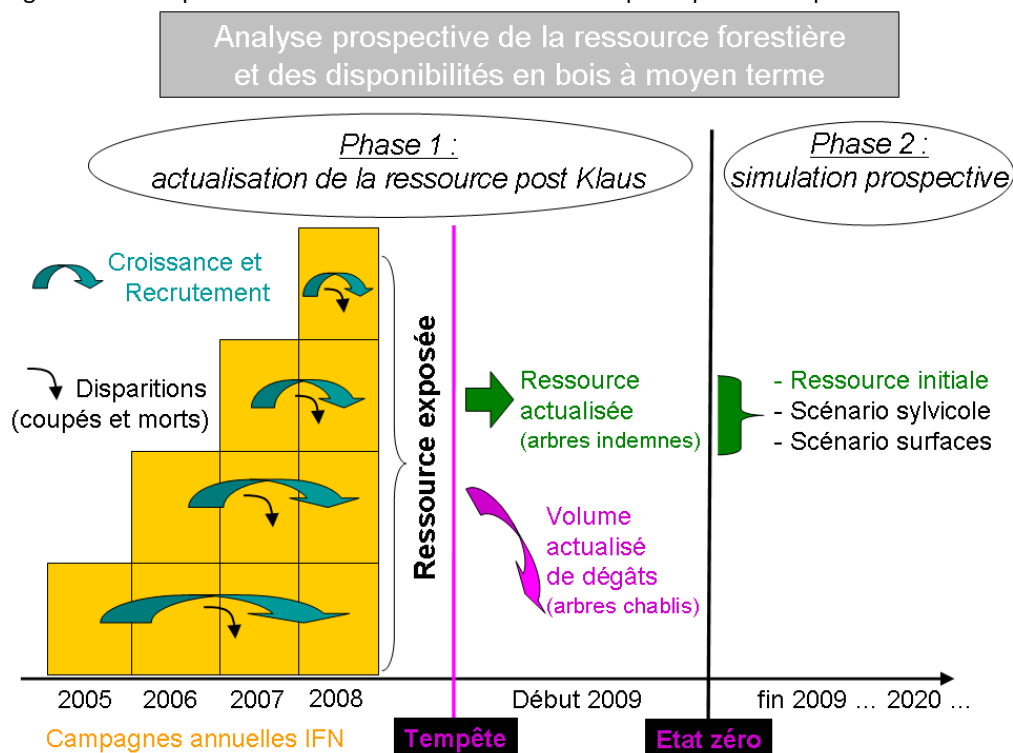 Analyse prospective de la ressource forestière
et des disponibilités en bois à moyen terme
Phase 1 :
actualisation de la ressource post Klaus
Phase 2 :
simulation prospective
Croissance et
Recrutement
Disparitions
(coupés et morts)
Ressource exposée
Ressource
actualisée
(arbres indemnes)
Volume
actualisé
de dégâts
(arbres chablis)
- Ressource initiale
- Scénario sylvicole
- Scénario surfaces
2005 2006 2007 2008 Début 2009 fin 2009 ... 2020 ...
Campagnes annuelles IFN Tempête Etat zéro